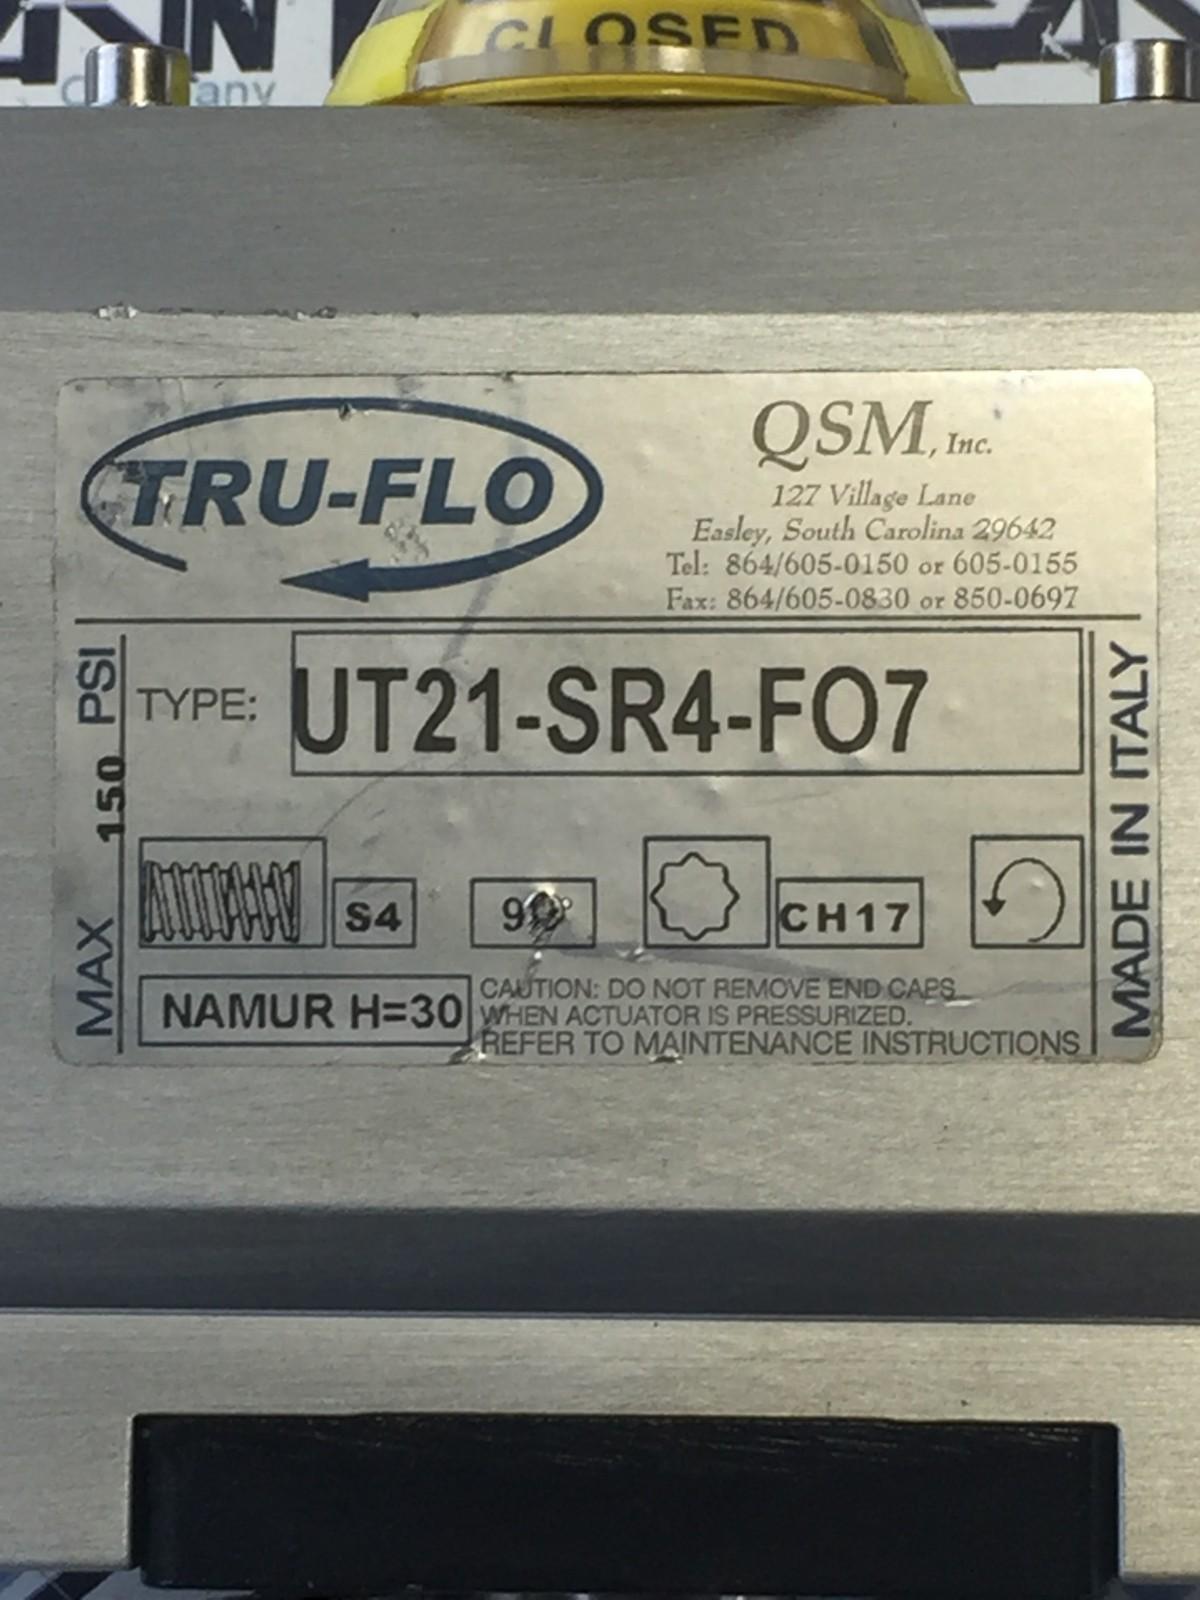 CLOSED
TRU-FLO
QSM, Inc.
127 Village Lane
Easley, South Carolina 29642
Tel: 864/605-0150 or 605-0155
Fax: 864/605-0830 or 850-0697
MAX 150 PSI
TYPE: UT21-SR4-FO7
S4
CH17
NAMUR H=30
CAUTION: DO NOT REMOVE END CAPS
WHEN ACTUATOR IS PRESSURIZED.
REFER TO MAINTENANCE INSTRUCTIONS
MADE IN ITALY